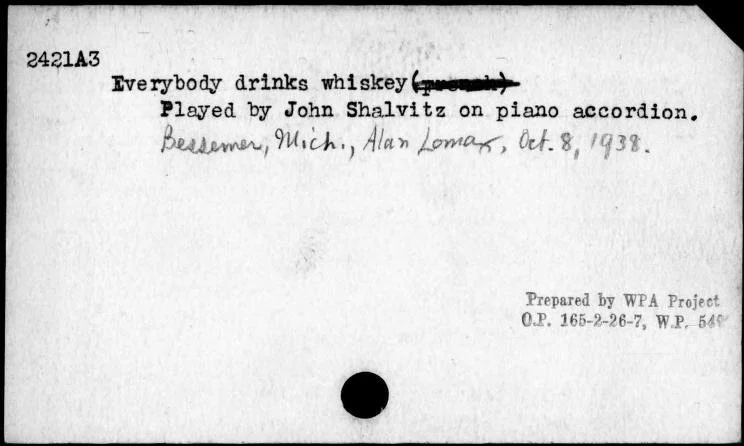 2421A3
Everybody drinks whiskey
Played by John Shalvitz on piano accordion.
Bessemer, Mich., Alan Lomax, Oct. 8, 1938.
Prepared by WPA Project
O.P. 165-2-26-7, W.P.